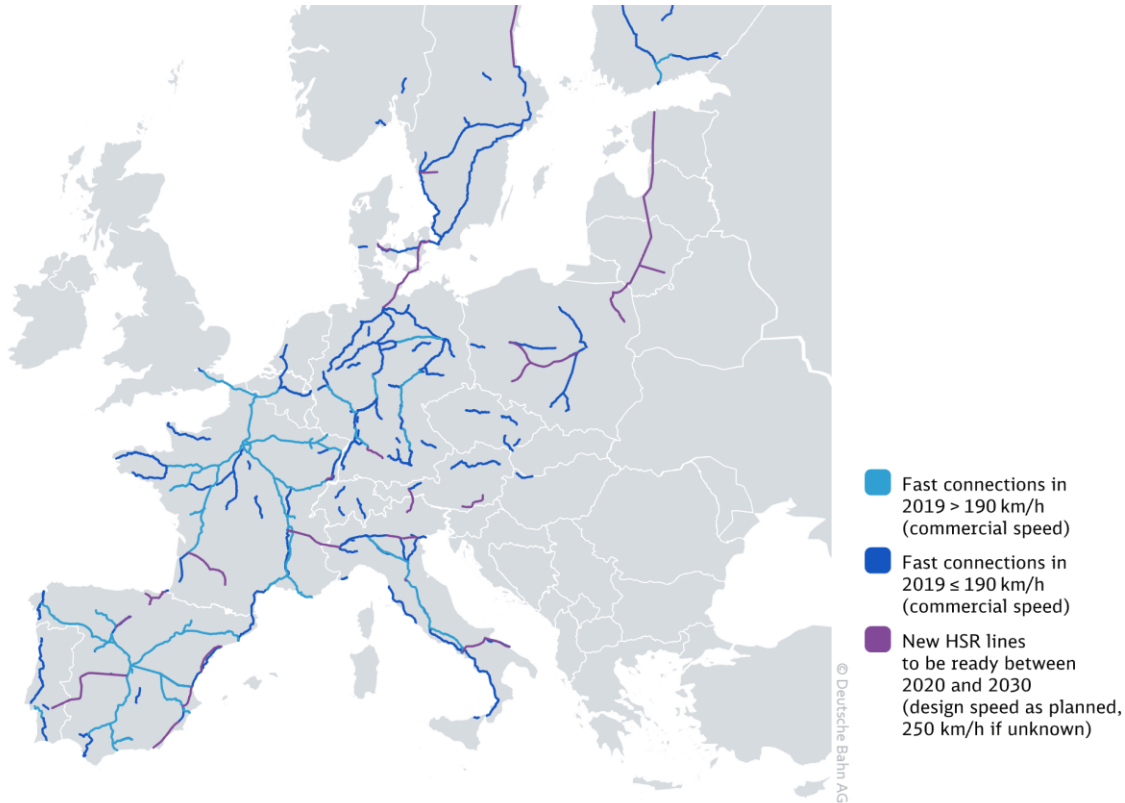 Fast connections in
2019 > 190 km/h
(commercial speed)
Fast connections in
2019 ≤ 190 km/h
(commercial speed)
New HSR lines
to be ready between
2020 and 2030
(design speed as planned,
250 km/h if unknown)
© Deutsche Bahn AG